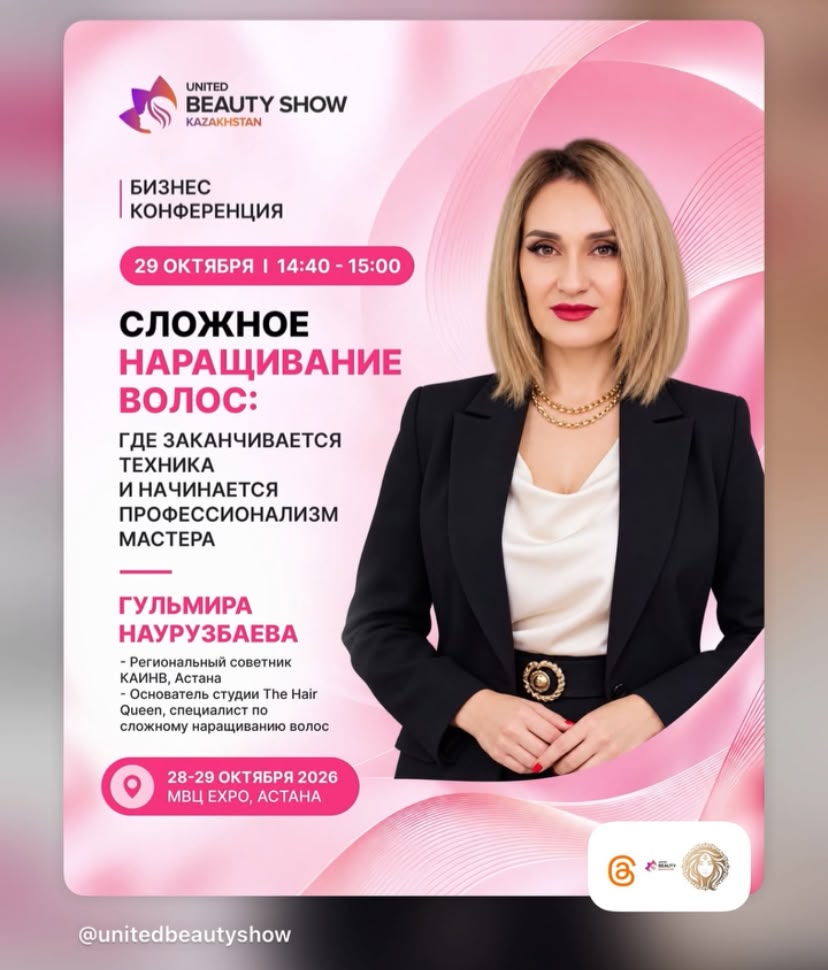 UNITED
BEAUTY SHOW
KAZAKHSTAN
БИЗНЕС
КОНФЕРЕНЦИЯ
29 ОКТЯБРЯ I 14:40 - 15:00
СЛОЖНОЕ
НАРАЩИВАНИЕ
ВОЛОС:
ГДЕ ЗАКАНЧИВАЕТСЯ
ТЕХНИКА
И НАЧИНАЕТСЯ
ПРОФЕССИОНАЛИЗМ
МАСТЕРА
ГУЛЬМИРА
НАУРУЗБАЕВА
- Региональный советник
КАИНВ, Астана
- Основатель студии The Hair
Queen, специалист по
сложному наращиванию волос
28-29 ОКТЯБРЯ 2026
МВЦ EXPO, АСТАНА
BEAUTY
@unitedbeautyshow